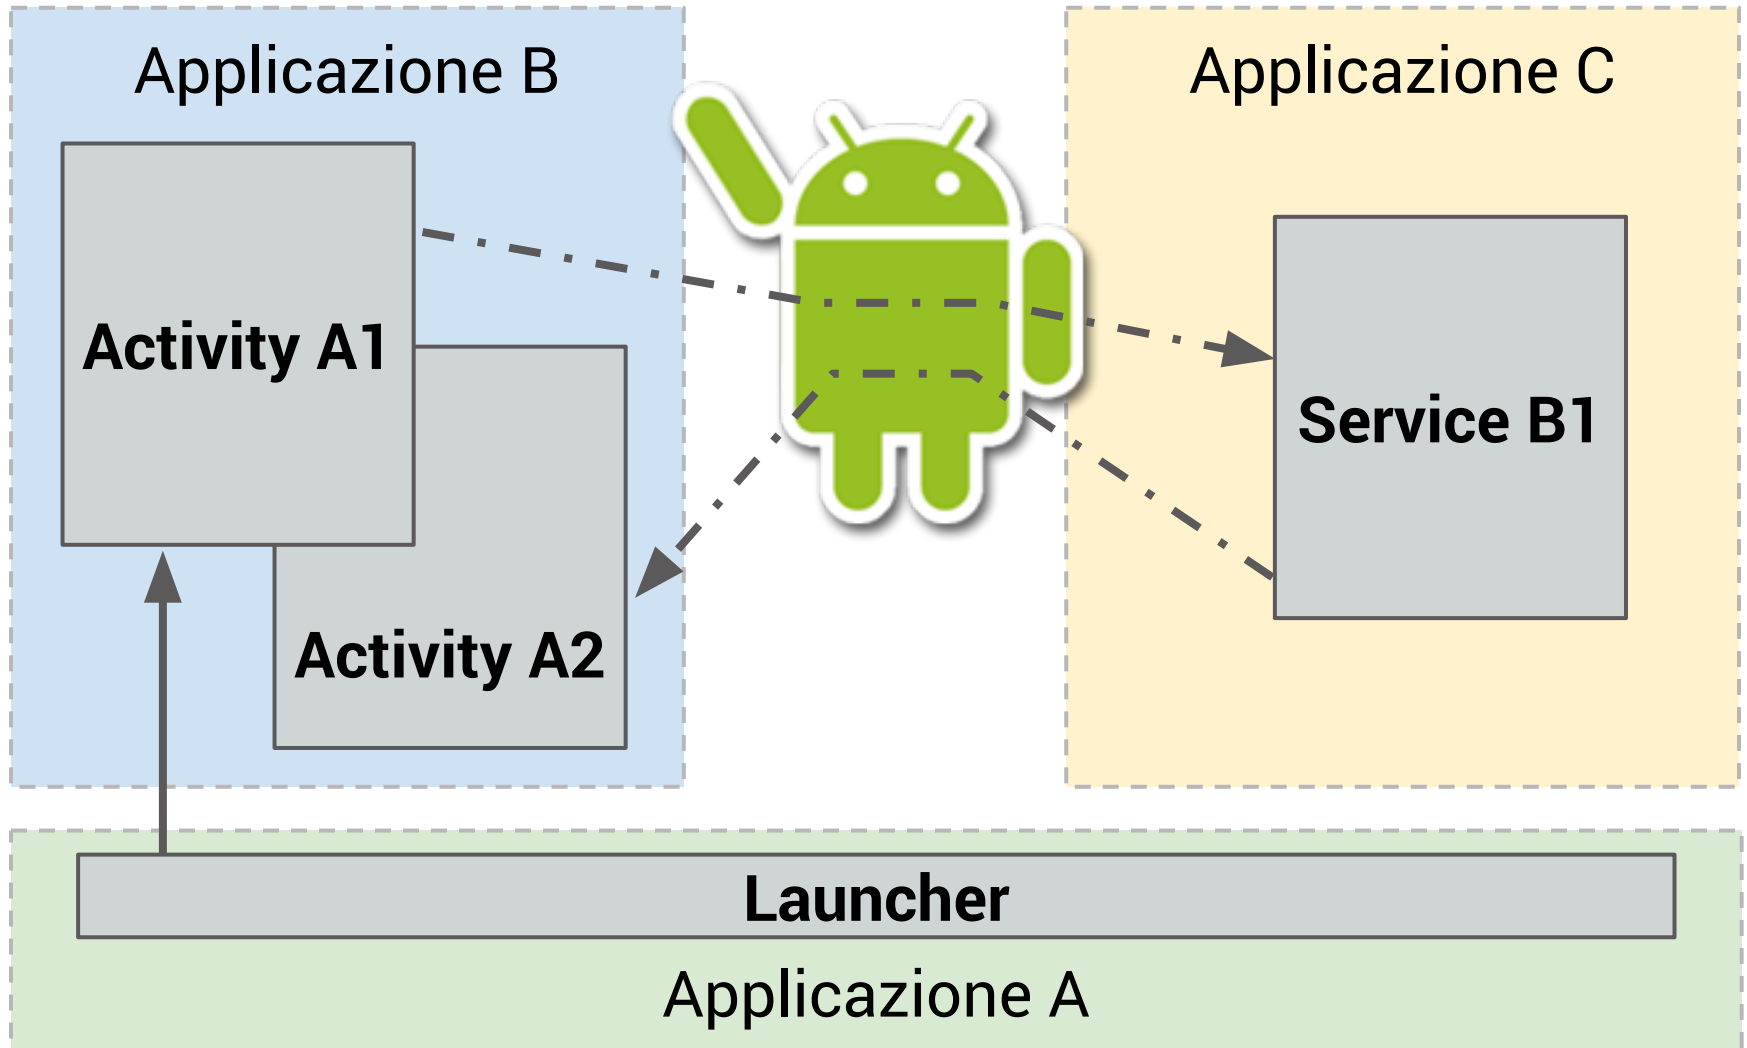 Applicazione B
Applicazione C
Activity A1
Activity A2
Service B1
Launcher
Applicazione A